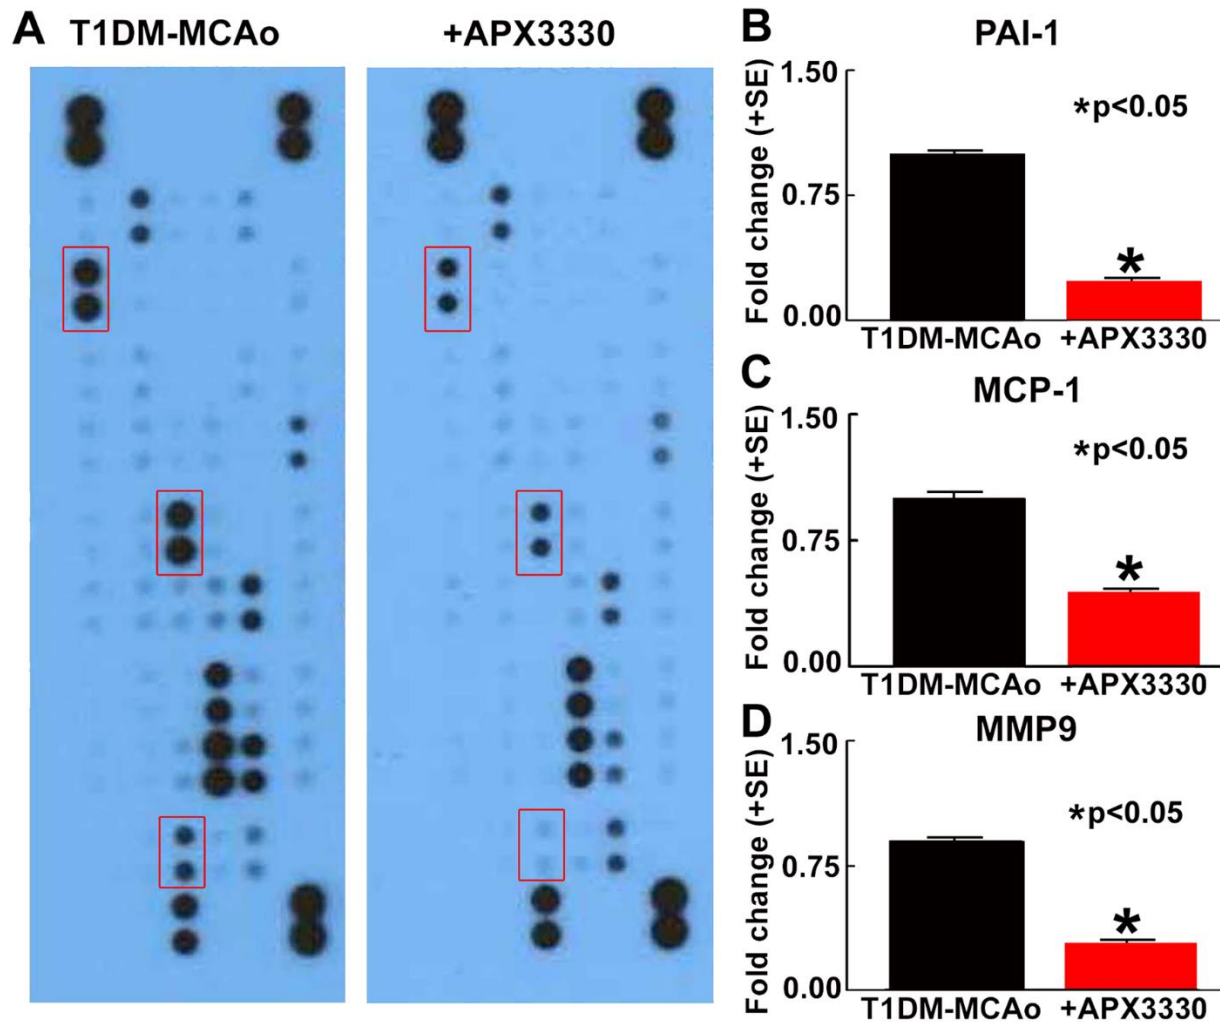 A T1DM-MCAo +APX3330
B PAI-1
Fold change (+SE)
1.50
0.75
0.00
*p<0.05
*
T1DM-MCAo +APX3330
C MCP-1
Fold change (+SE)
1.50
0.75
0.00
*p<0.05
*
T1DM-MCAo +APX3330
D MMP9
Fold change (+SE)
1.50
0.75
0.00
*p<0.05
*
T1DM-MCAo +APX3330